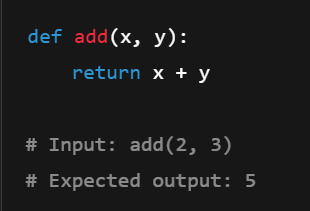 def add(x, y):
    return x + y
# Input: add(2, 3)
# Expected output: 5